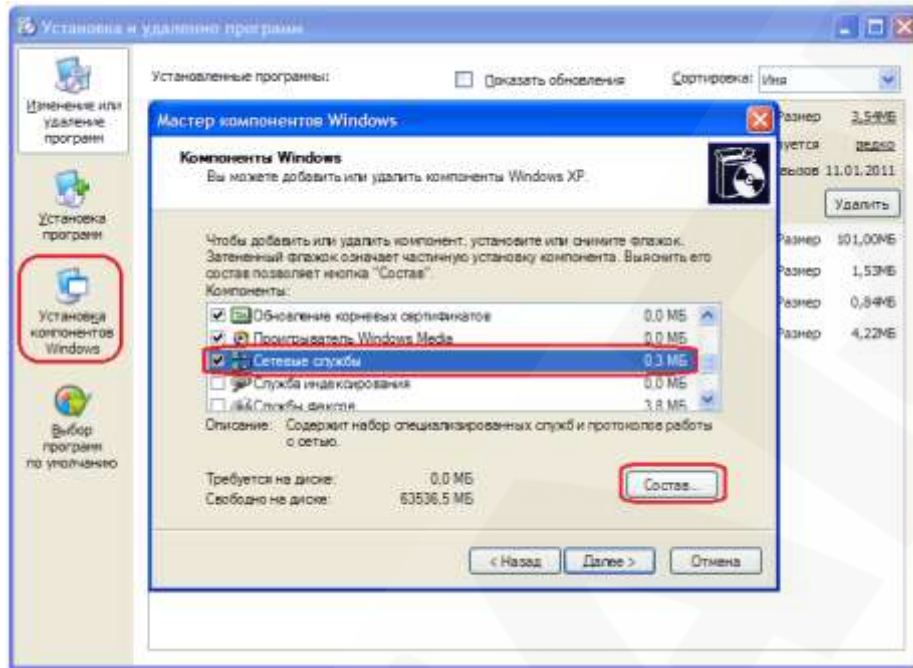 Установка и удаление программ
Установленные программы:
Показать обновления
Сортировка: Имя
Изменение или
удаление
программ
Установка
программ
Установка
компонентов
Windows
Выбор
программ
по умолчанию
Размер 3,54МБ
уется редко
вызов 11.01.2011
Удалить
Размер 101,00МБ
Размер 1,53МБ
Размер 0,84МБ
Размер 4,22МБ
Мастер компонентов Windows
Компоненты Windows
Вы можете добавить или удалить компоненты Windows XP.
Чтобы добавить или удалить компонент, установите или снимите флажок.
Затененный флажок означает частичную установку компонента. Выяснить его
состав позволяет кнопка "Состав".
Компоненты:
Обновление корневых сертификатов 0.0 МБ
Проигрыватель Windows Media 0.0 МБ
Сетевые службы 0.3 МБ
Служба индексирования 0.0 МБ
Службы факсов 3.8 МБ
Описание: Содержит набор специализированных служб и протоколов работы
с сетью.
Требуется на диске: 0.0 МБ
Свободно на диске: 63536.5 МБ
Состав...
< Назад
Далее >
Отмена